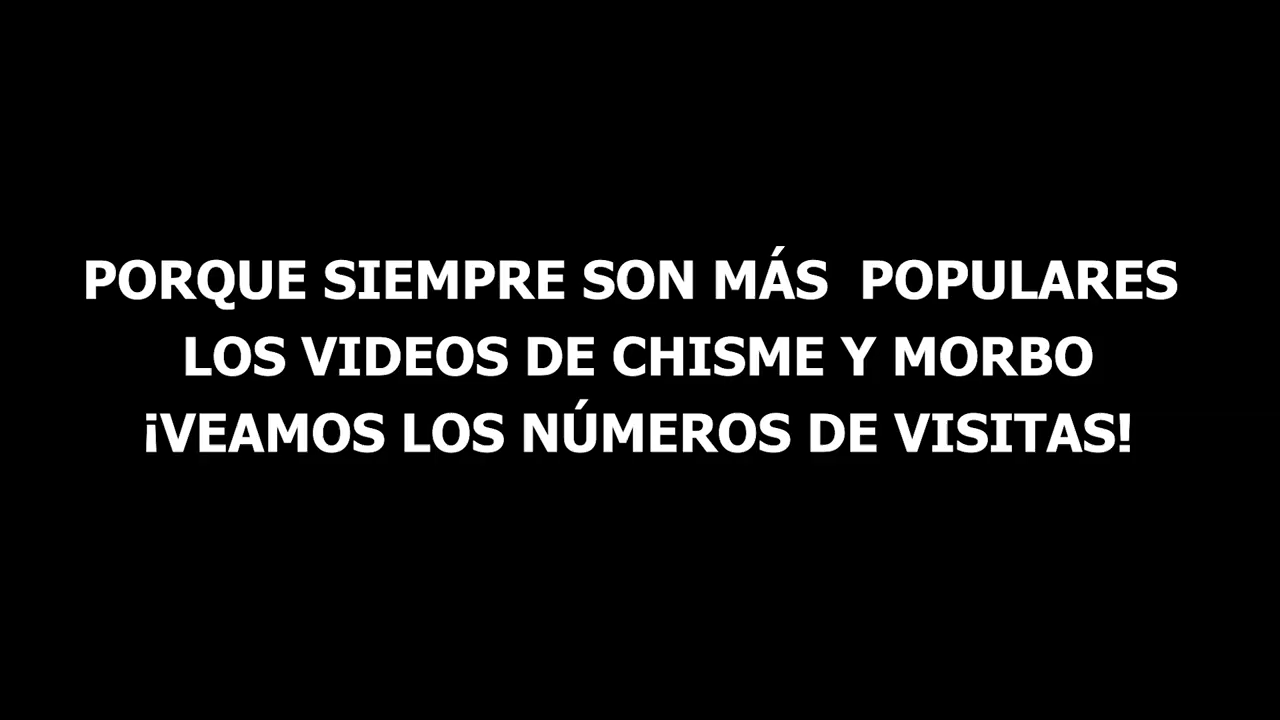 PORQUE SIEMPRE SON MÁS  POPULARES
LOS VIDEOS DE CHISME Y MORBO
¡VEAMOS LOS NÚMEROS DE VISITAS!